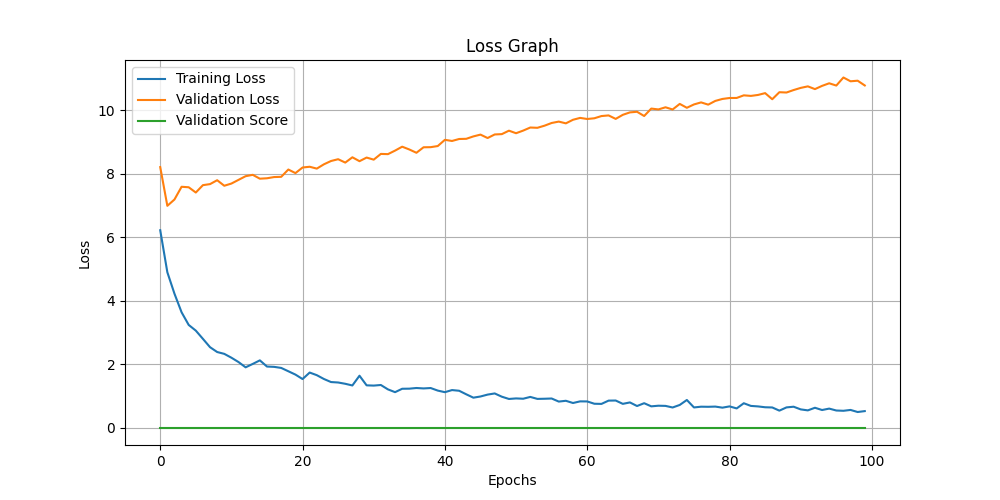 Loss Graph
Training Loss
Validation Loss
Validation Score
Loss
10
8
6
4
2
0
0 20 40 60 80 100
Epochs